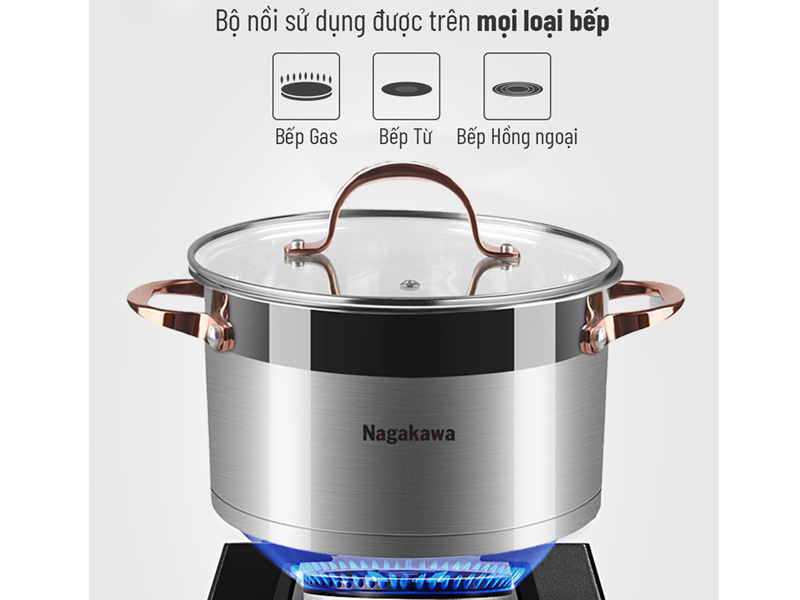 Bộ nồi sử dụng được trên mọi loại bếp
Bếp Gas
Bếp Từ
Bếp Hồng ngoại
Nagakawa